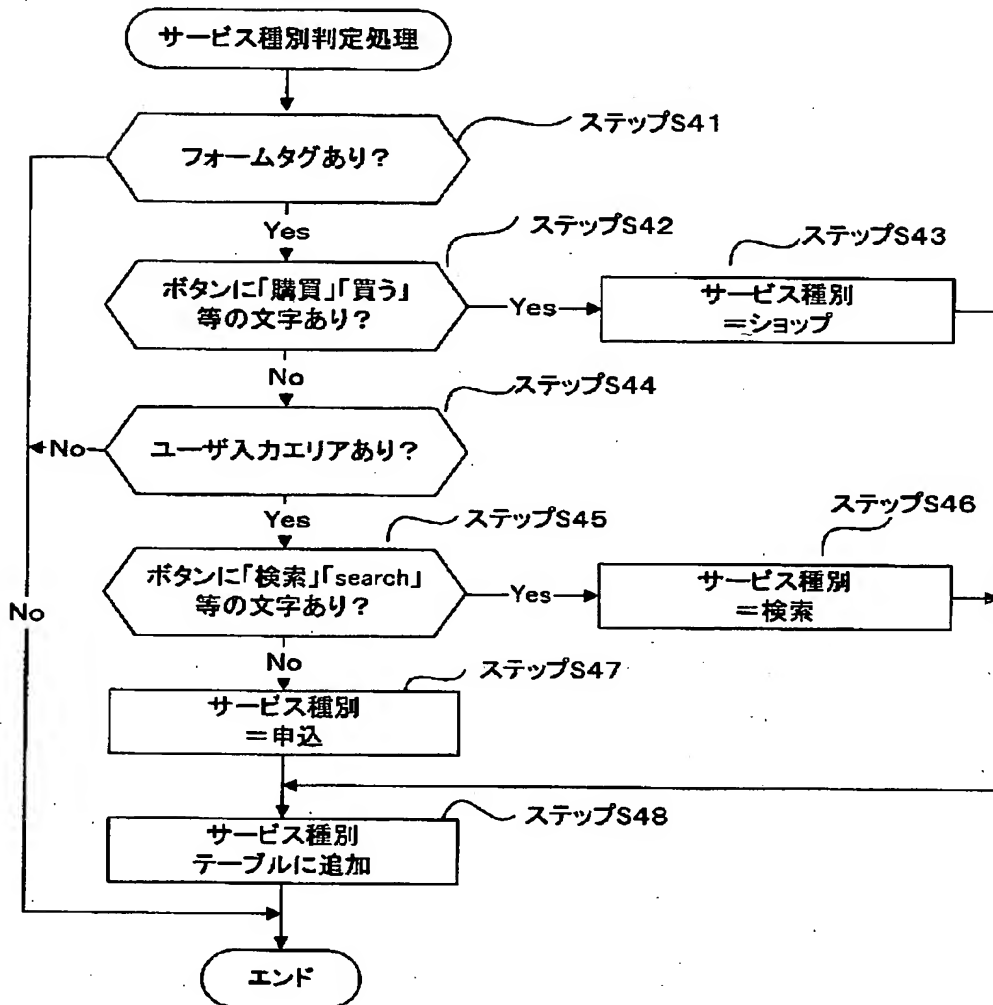 サービス種別判定処理
ステップS41
フォームタグあり?
Yes
ステップS42
ステップS43
ボタンに「購買」「買う」
等の文字あり?
Yes
サービス種別
=ショップ
No
ステップS44
No
ユーザ入力エリアあり?
Yes
ステップS45
ステップS46
ボタンに「検索」「search」
等の文字あり?
Yes
サービス種別
=検索
No
No
ステップS47
サービス種別
=申込
ステップS48
サービス種別
テーブルに追加
エンド